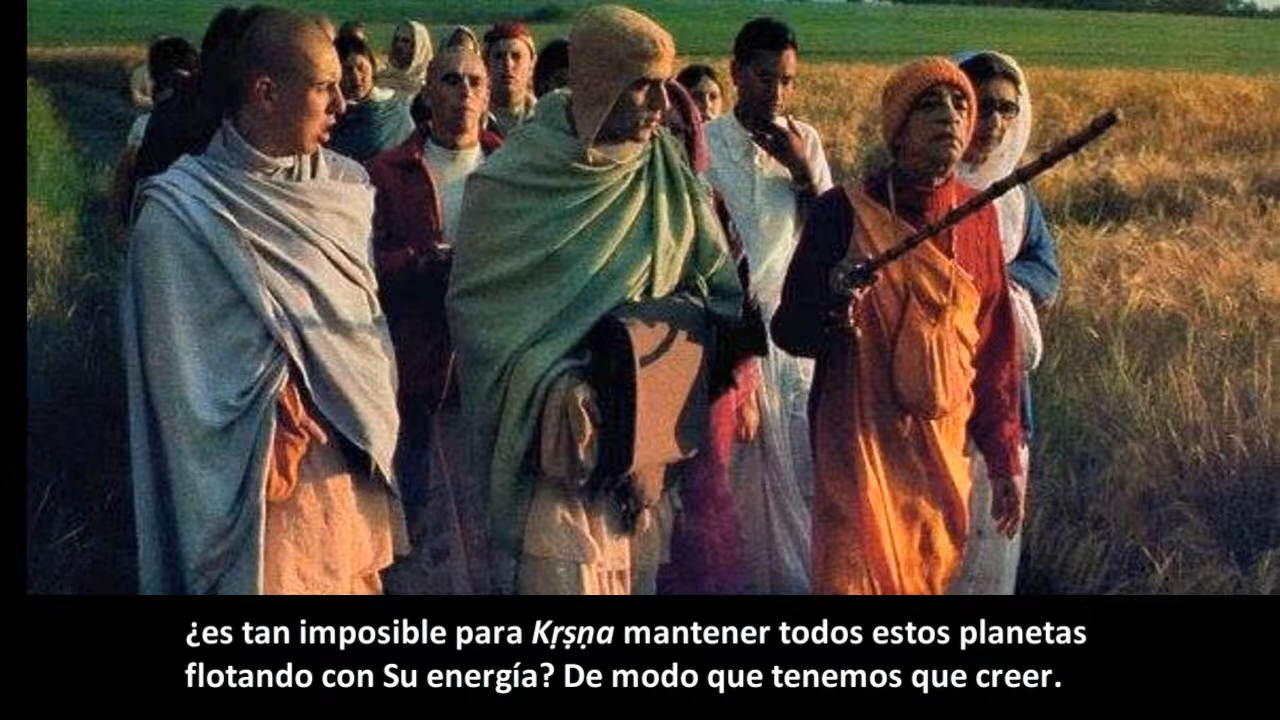 ¿es tan imposible para Kṛṣṇa mantener todos estos planetas
flotando con Su energía? De modo que tenemos que creer.